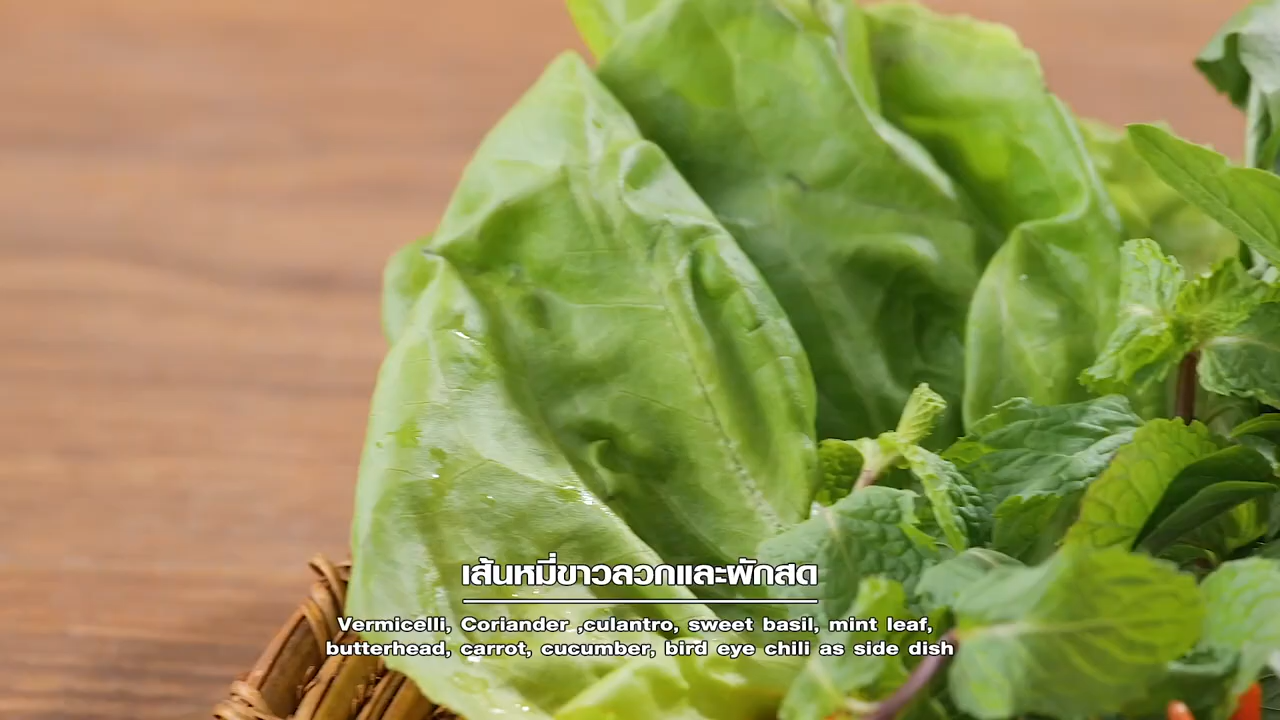 เส้นหมี่ขาวลวกและผักสด
Vermicelli, Coriander ,culantro, sweet basil, mint leaf,
butterhead, carrot, cucumber, bird eye chili as side dish